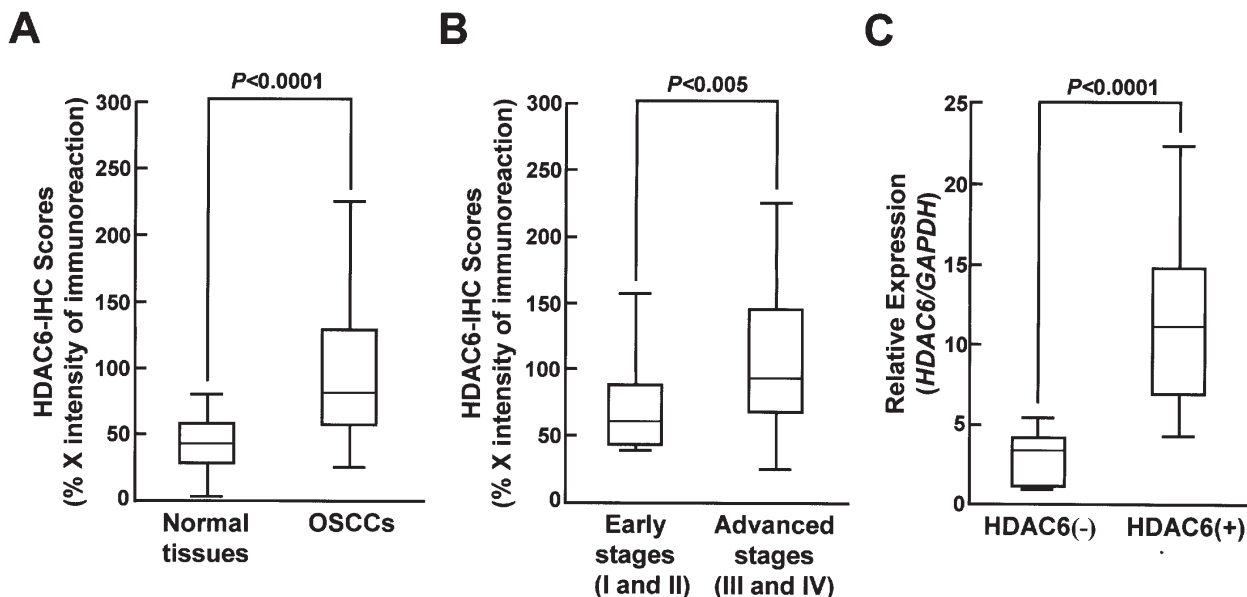 A
P<0.0001
HDAC6-IHC Scores
(% X intensity of immunoreaction)
300
250
200
150
100
50
0
Normal
tissues
OSCCs
B
P<0.005
HDAC6-IHC Scores
(% X intensity of immunoreaction)
300
250
200
150
100
50
0
Early
stages
(I and II)
Advanced
stages
(III and IV)
C
P<0.0001
Relative Expression
(HDAC6/GAPDH)
25
20
15
10
5
0
HDAC6(-)
HDAC6(+)